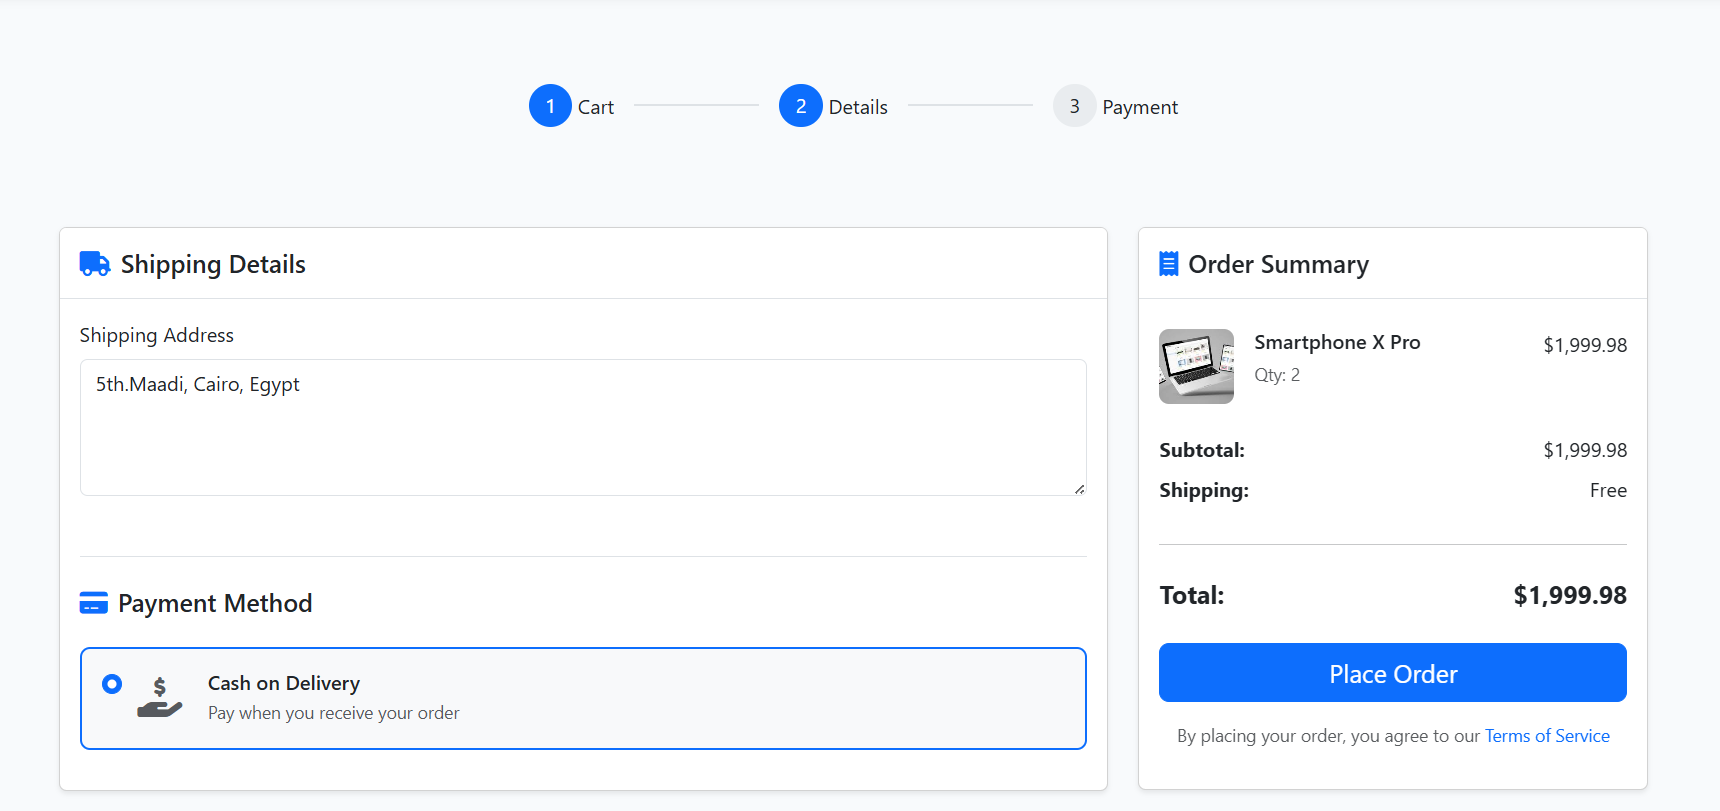 1 Cart
2 Details
3 Payment
Shipping Details
Shipping Address
5th.Maadi, Cairo, Egypt
Payment Method
Cash on Delivery
Pay when you receive your order
Order Summary
Smartphone X Pro $1,999.98
Qty: 2
Subtotal: $1,999.98
Shipping: Free
Total: $1,999.98
Place Order
By placing your order, you agree to our Terms of Service